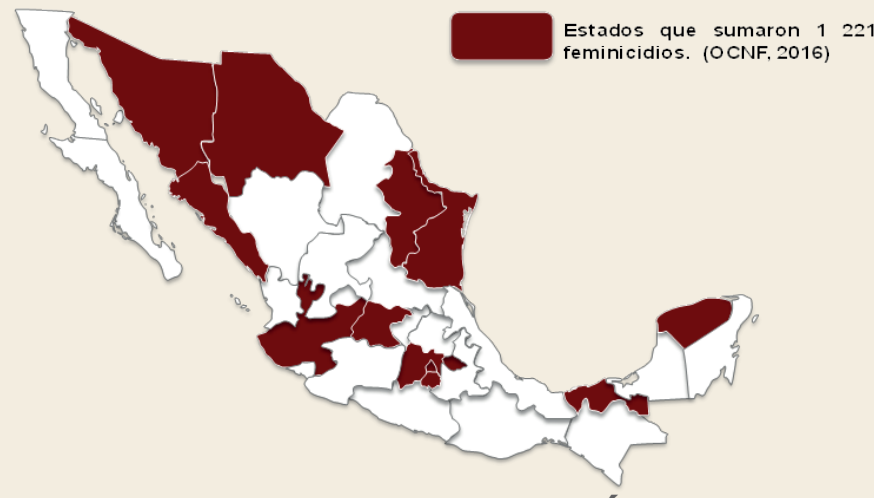 Estados que sumaron 1 221
feminicidios. (OCNF, 2016)